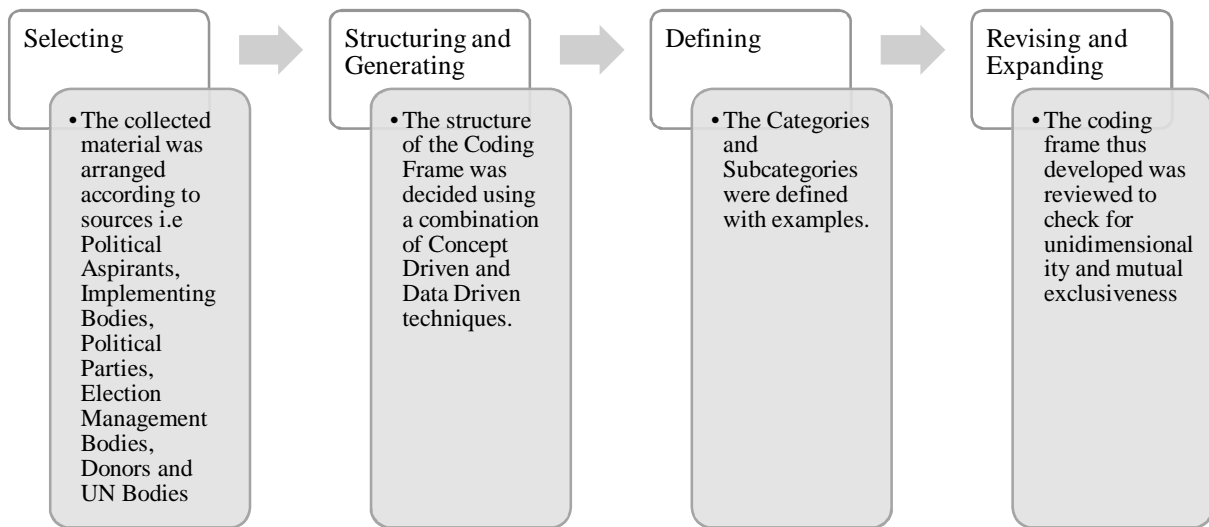 Selecting
• The collected
material was
arranged
according to
sources i.e
Political
Aspirants,
Implementing
Bodies,
Political
Parties,
Election
Management
Bodies,
Donors and
UN Bodies
Structuring and
Generating
• The structure
of the Coding
Frame was
decided using
a combination
of Concept
Driven and
Data Driven
techniques.
Defining
• The Categories
and
Subcategories
were defined
with examples.
Revising and
Expanding
• The coding
frame thus
developed was
reviewed to
check for
unidimensional
ity and mutual
exclusiveness